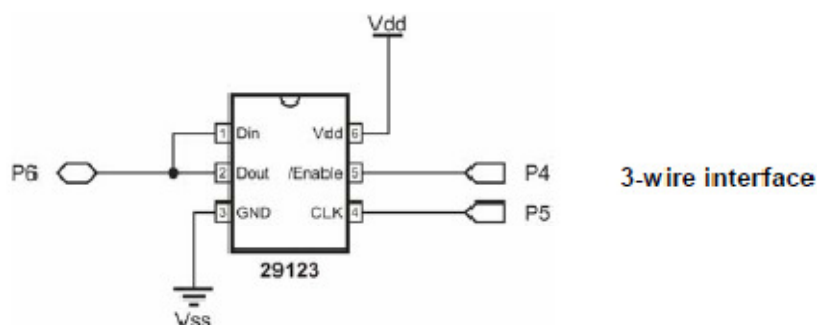 Vdd
1 Din Vdd 6
P6 2 Dout /Enable 5 P4
3 GND CLK 4 P5
29123
Vss
3-wire interface